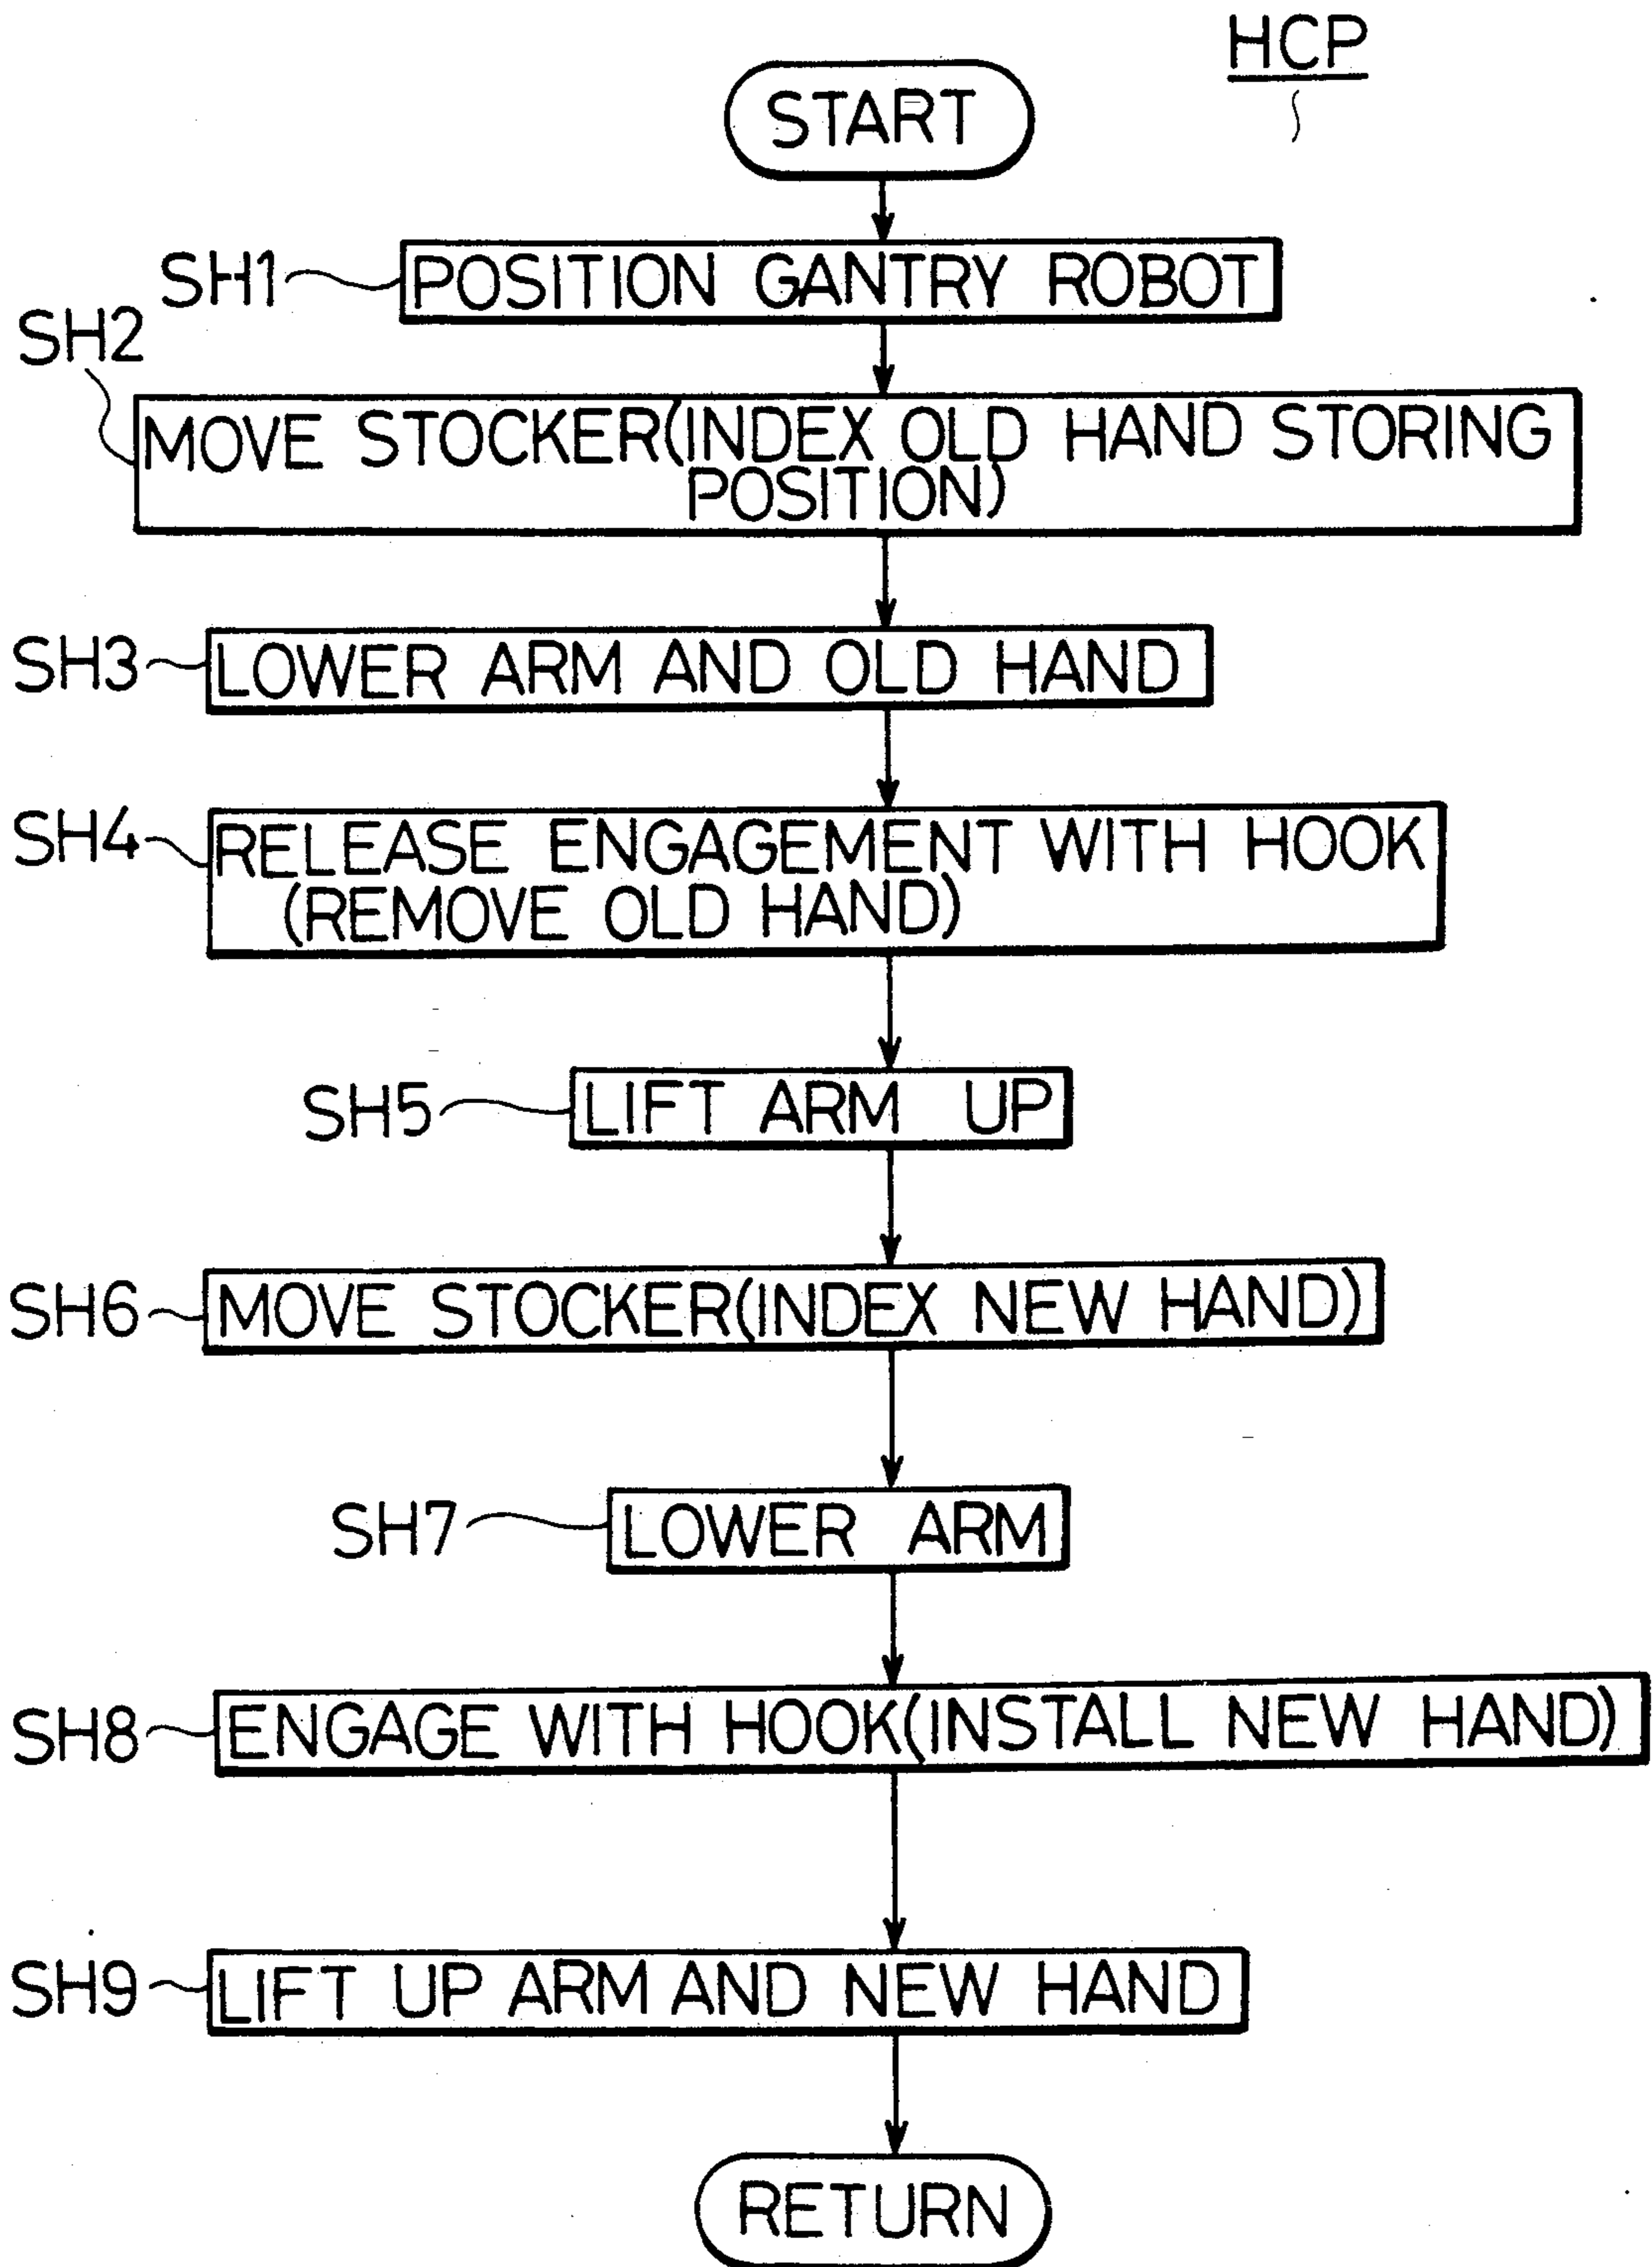 HCP
START
SH1
POSITION GANTRY ROBOT
SH2
MOVE STOCKER(INDEX OLD HAND STORING
POSITION)
SH3
LOWER ARM AND OLD HAND
SH4
RELEASE ENGAGEMENT WITH HOOK
(REMOVE OLD HAND)
SH5
LIFT ARM UP
SH6
MOVE STOCKER(INDEX NEW HAND)
SH7
LOWER ARM
SH8
ENGAGE WITH HOOK(INSTALL NEW HAND)
SH9
LIFT UP ARM AND NEW HAND
RETURN